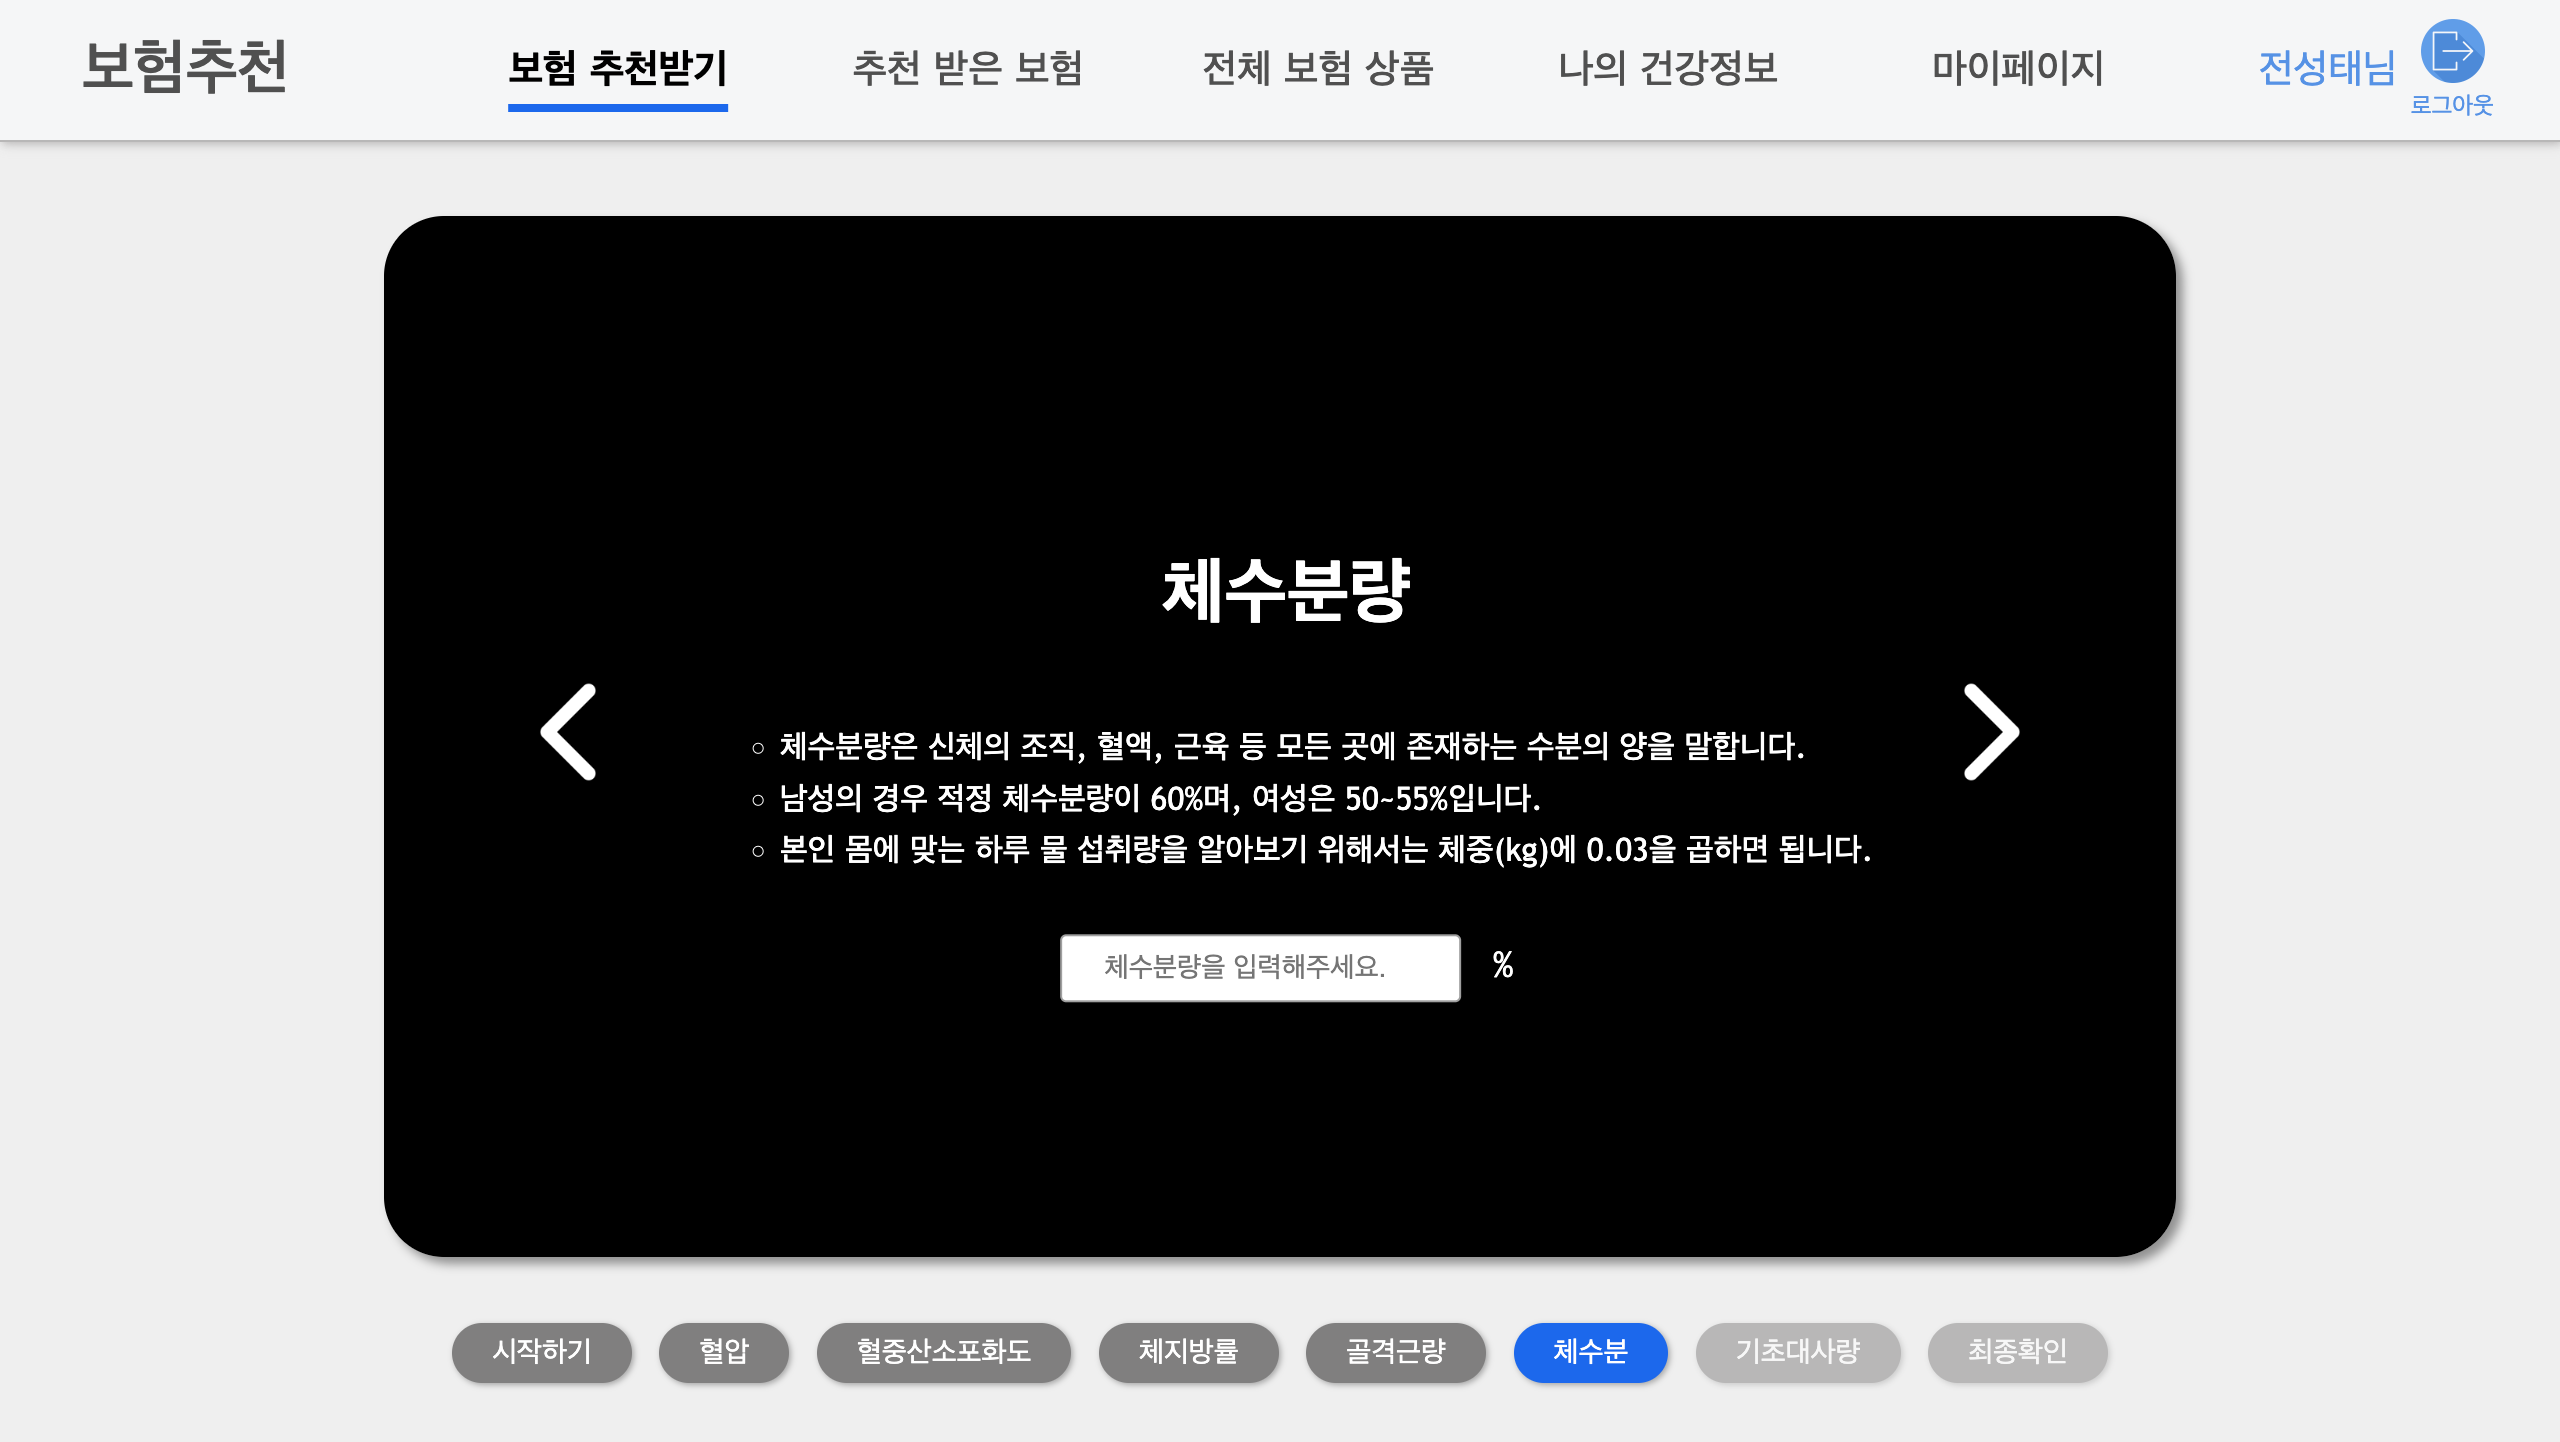 보험추천
보험 추천받기
추천 받은 보험
전체 보험 상품
나의 건강정보
마이페이지
전성태님
로그아웃
체수분량
체수분량은 신체의 조직, 혈액, 근육 등 모든 곳에 존재하는 수분의 양을 말합니다.
남성의 경우 적정 체수분량이 60%며, 여성은 50~55%입니다.
본인 몸에 맞는 하루 물 섭취량을 알아보기 위해서는 체중(kg)에 0.03을 곱하면 됩니다.
체수분량을 입력해주세요. %
시작하기
혈압
혈중산소포화도
체지방률
골격근량
체수분
기초대사량
최종확인